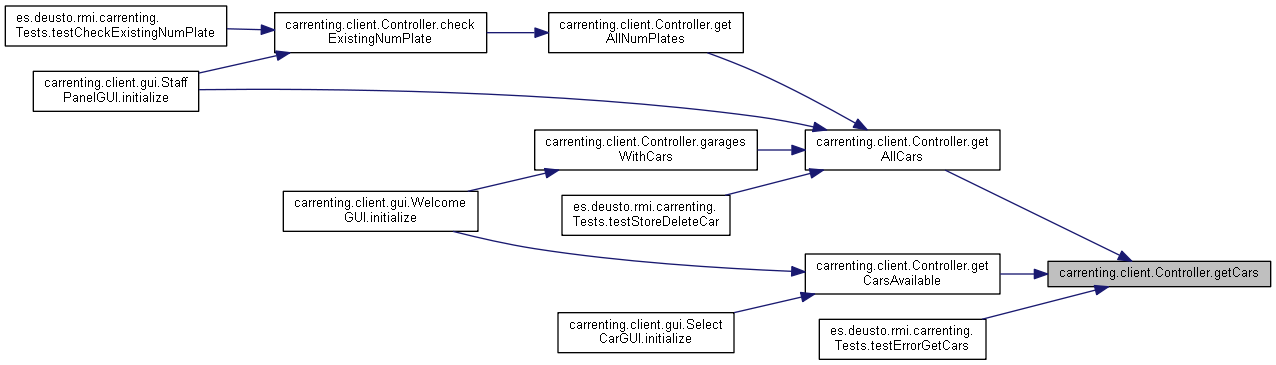 es.deusto.rmi.carrenting.
Tests.testCheckExistingNumPlate
carrenting.client.Controller.check
ExistingNumPlate
carrenting.client.Controller.get
AllNumPlates
carrenting.client.gui.Staff
PanelGUI.initialize
carrenting.client.Controller.garages
WithCars
carrenting.client.Controller.get
AllCars
carrenting.client.gui.Welcome
GUI.initialize
es.deusto.rmi.carrenting.
Tests.testStoreDeleteCar
carrenting.client.Controller.get
CarsAvailable
carrenting.client.Controller.getCars
carrenting.client.gui.Select
CarGUI.initialize
es.deusto.rmi.carrenting.
Tests.testErrorGetCars